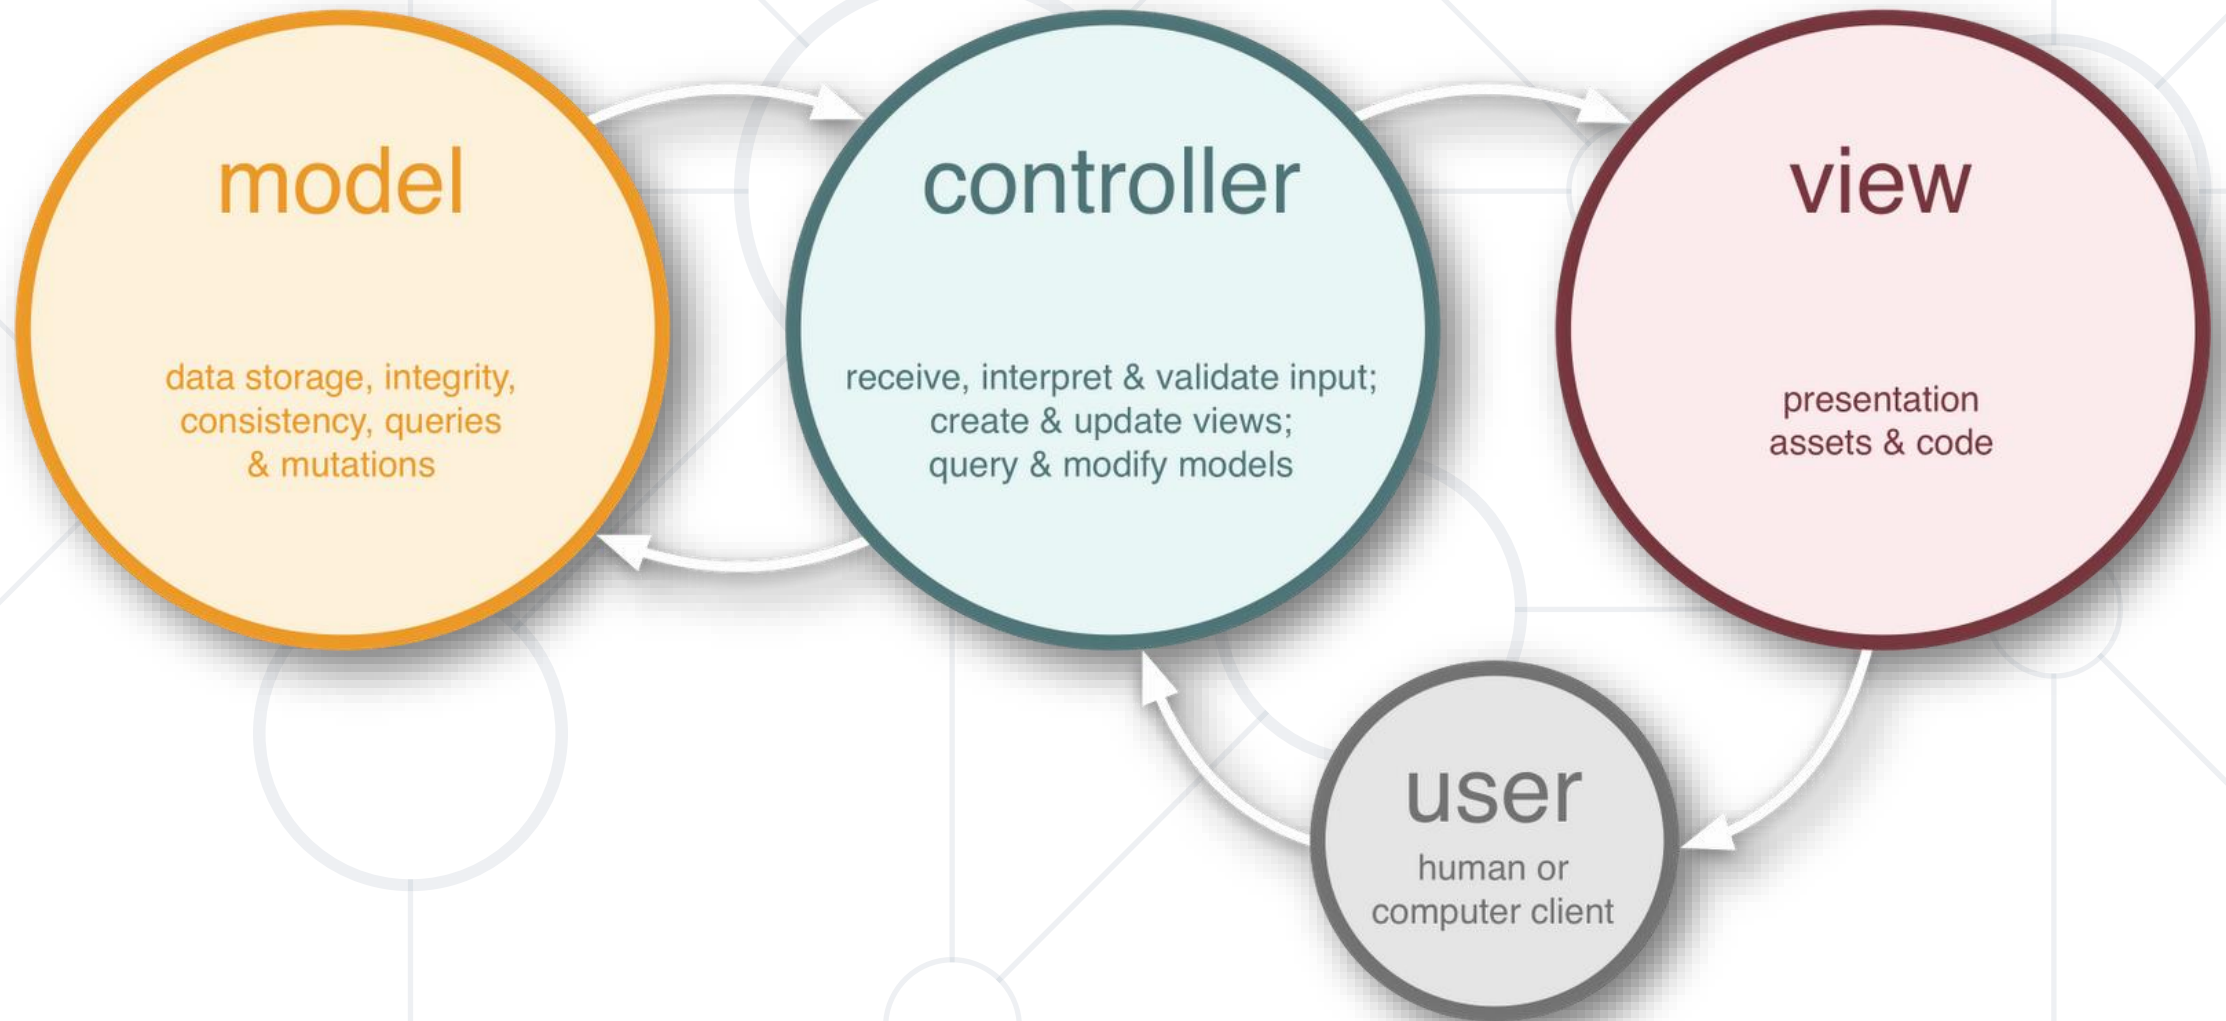 model
data storage, integrity,
consistency, queries
& mutations
controller
receive, interpret & validate input;
create & update views;
query & modify models
view
presentation
assets & code
user
human or
computer client